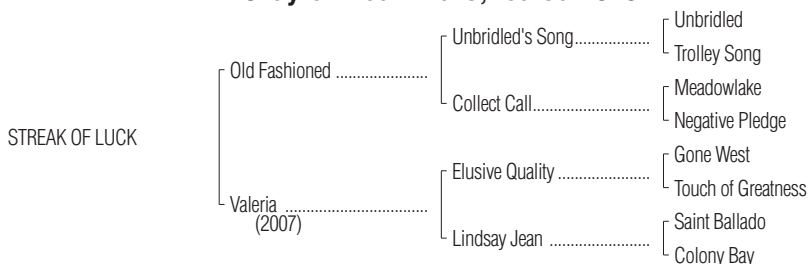 Unbridled
Unbridled's Song
Trolley Song
Old Fashioned
Meadowlake
Collect Call
Negative Pledge
STREAK OF LUCK
Gone West
Elusive Quality
Touch of Greatness
Valeria
(2007)
Saint Ballado
Lindsay Jean
Colony Bay